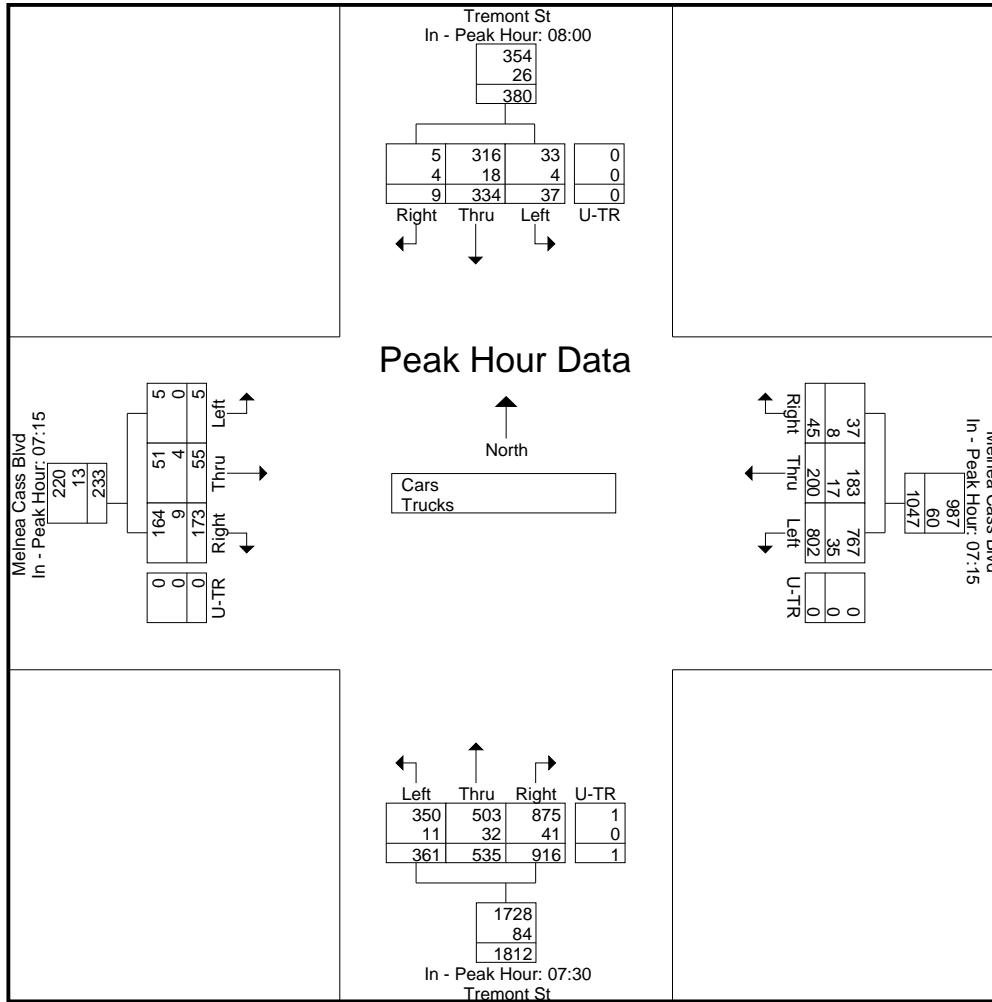 Tremont St
In - Peak Hour: 08:00
354
26
380
5 316 33 0
4 18 4 0
9 334 37 0
Right Thru Left U-TR
Peak Hour Data
North
Cars
Trucks
Melnea Cass Blvd
In - Peak Hour: 07:15
220
13
233
5 0 5 Left
51 4 55 Thru
164 9 173 Right
0 0 0 U-TR
Melnea Cass Blvd
In - Peak Hour: 07:15
987
60
1047
37 8 45 Right
183 17 200 Thru
767 35 802 Left
0 0 0 U-TR
Left Thru Right U-TR
350 503 875 1
11 32 41 0
361 535 916 1
1728
84
1812
In - Peak Hour: 07:30
Tremont St